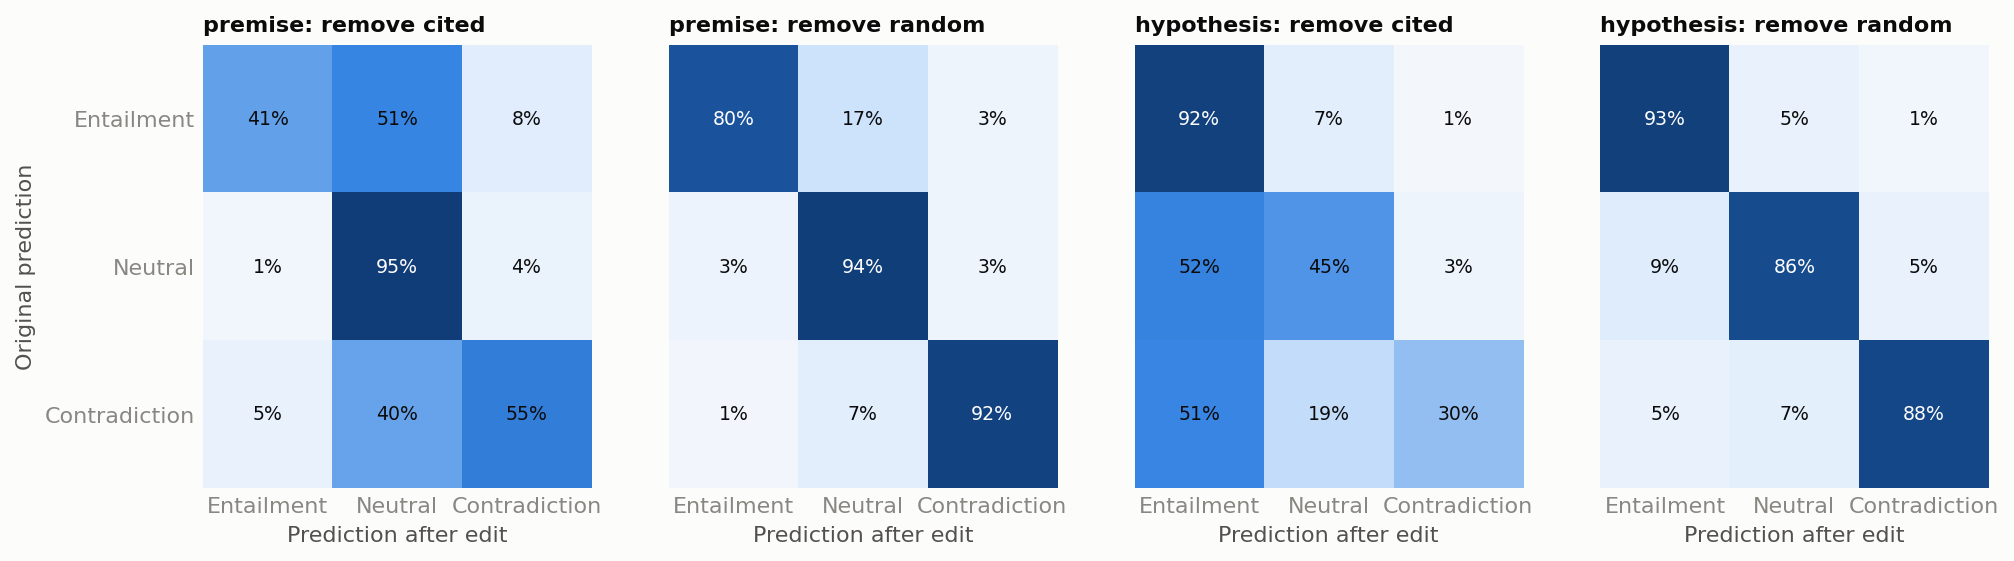 premise: remove cited
premise: remove random
hypothesis: remove cited
hypothesis: remove random
Original prediction
Entailment
41% 51% 8%
80% 17% 3%
92% 7% 1%
93% 5% 1%
Neutral
1% 95% 4%
3% 94% 3%
52% 45% 3%
9% 86% 5%
Contradiction
5% 40% 55%
1% 7% 92%
51% 19% 30%
5% 7% 88%
Entailment Neutral Contradiction
Entailment Neutral Contradiction
Entailment Neutral Contradiction
Entailment Neutral Contradiction
Prediction after edit
Prediction after edit
Prediction after edit
Prediction after edit